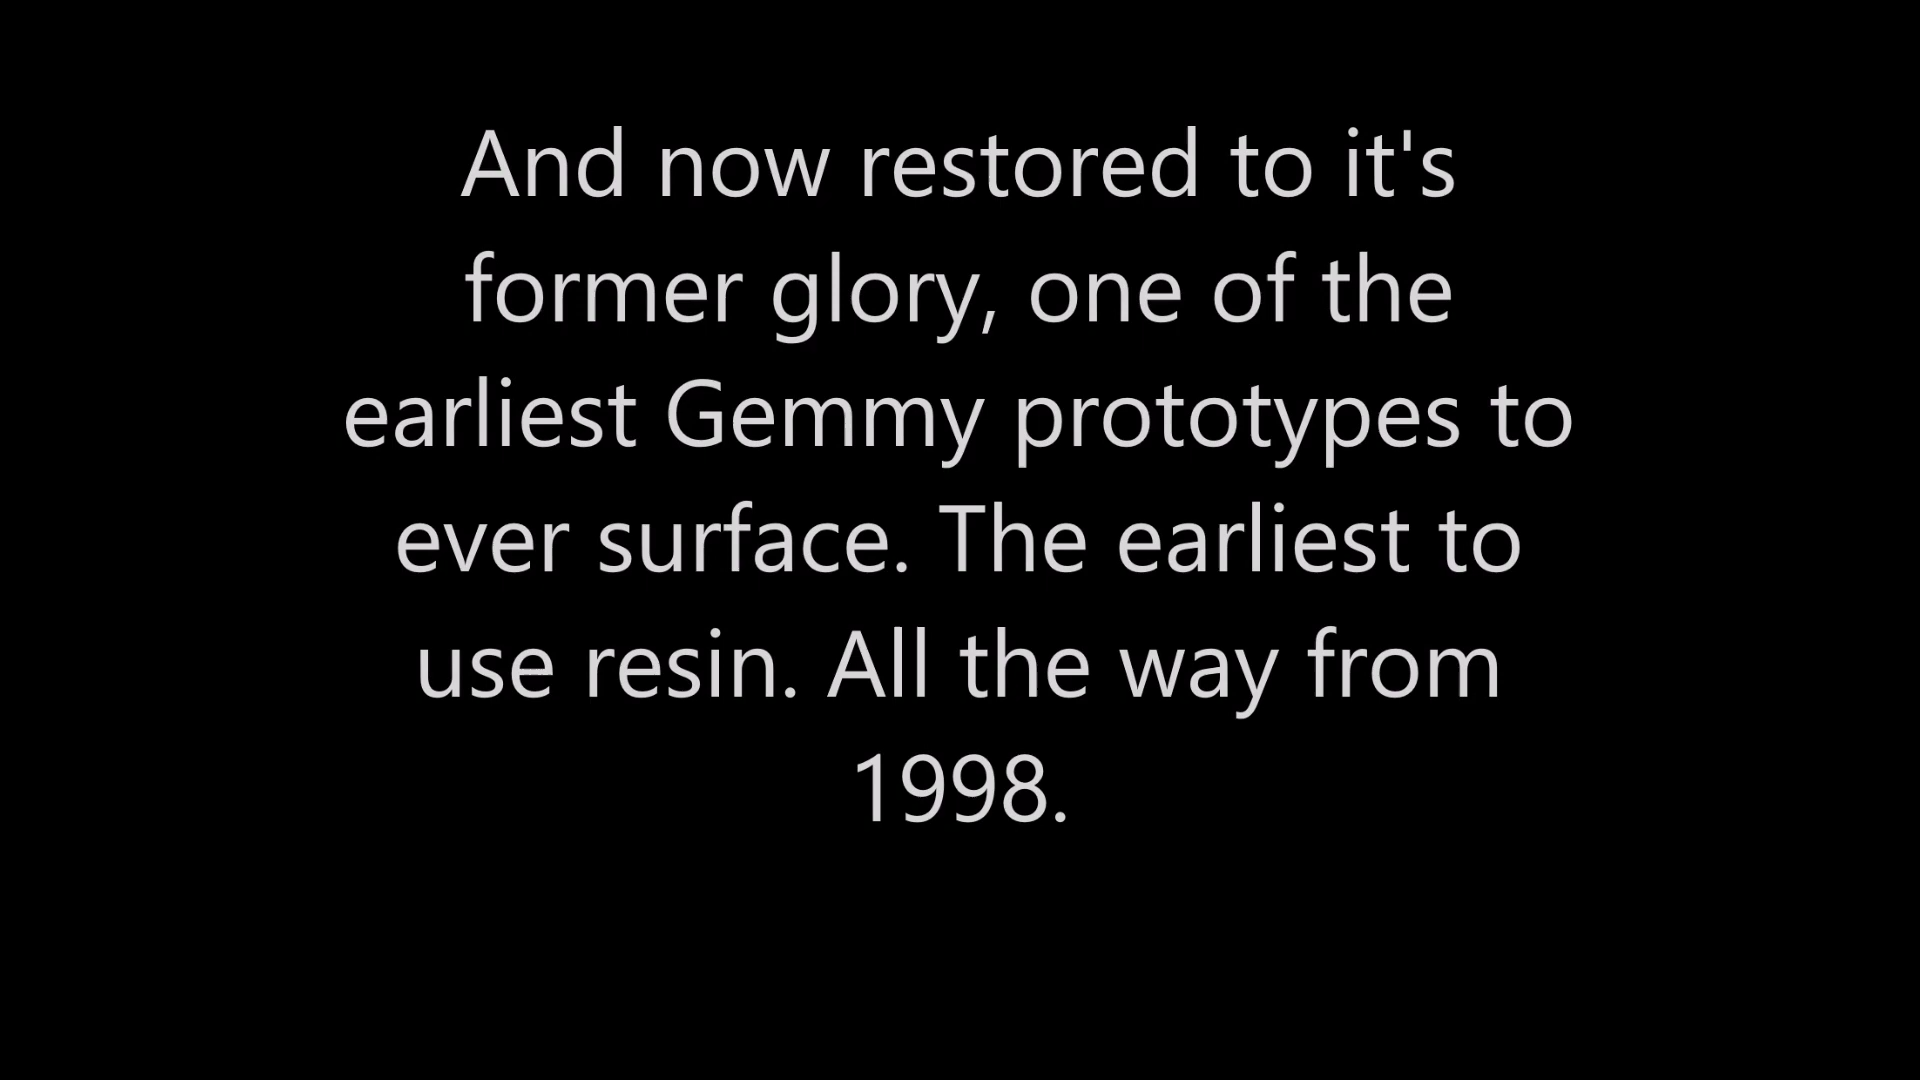 And now restored to it's
former glory, one of the
earliest Gemmy prototypes to
ever surface. The earliest to
use resin. All the way from
1998.